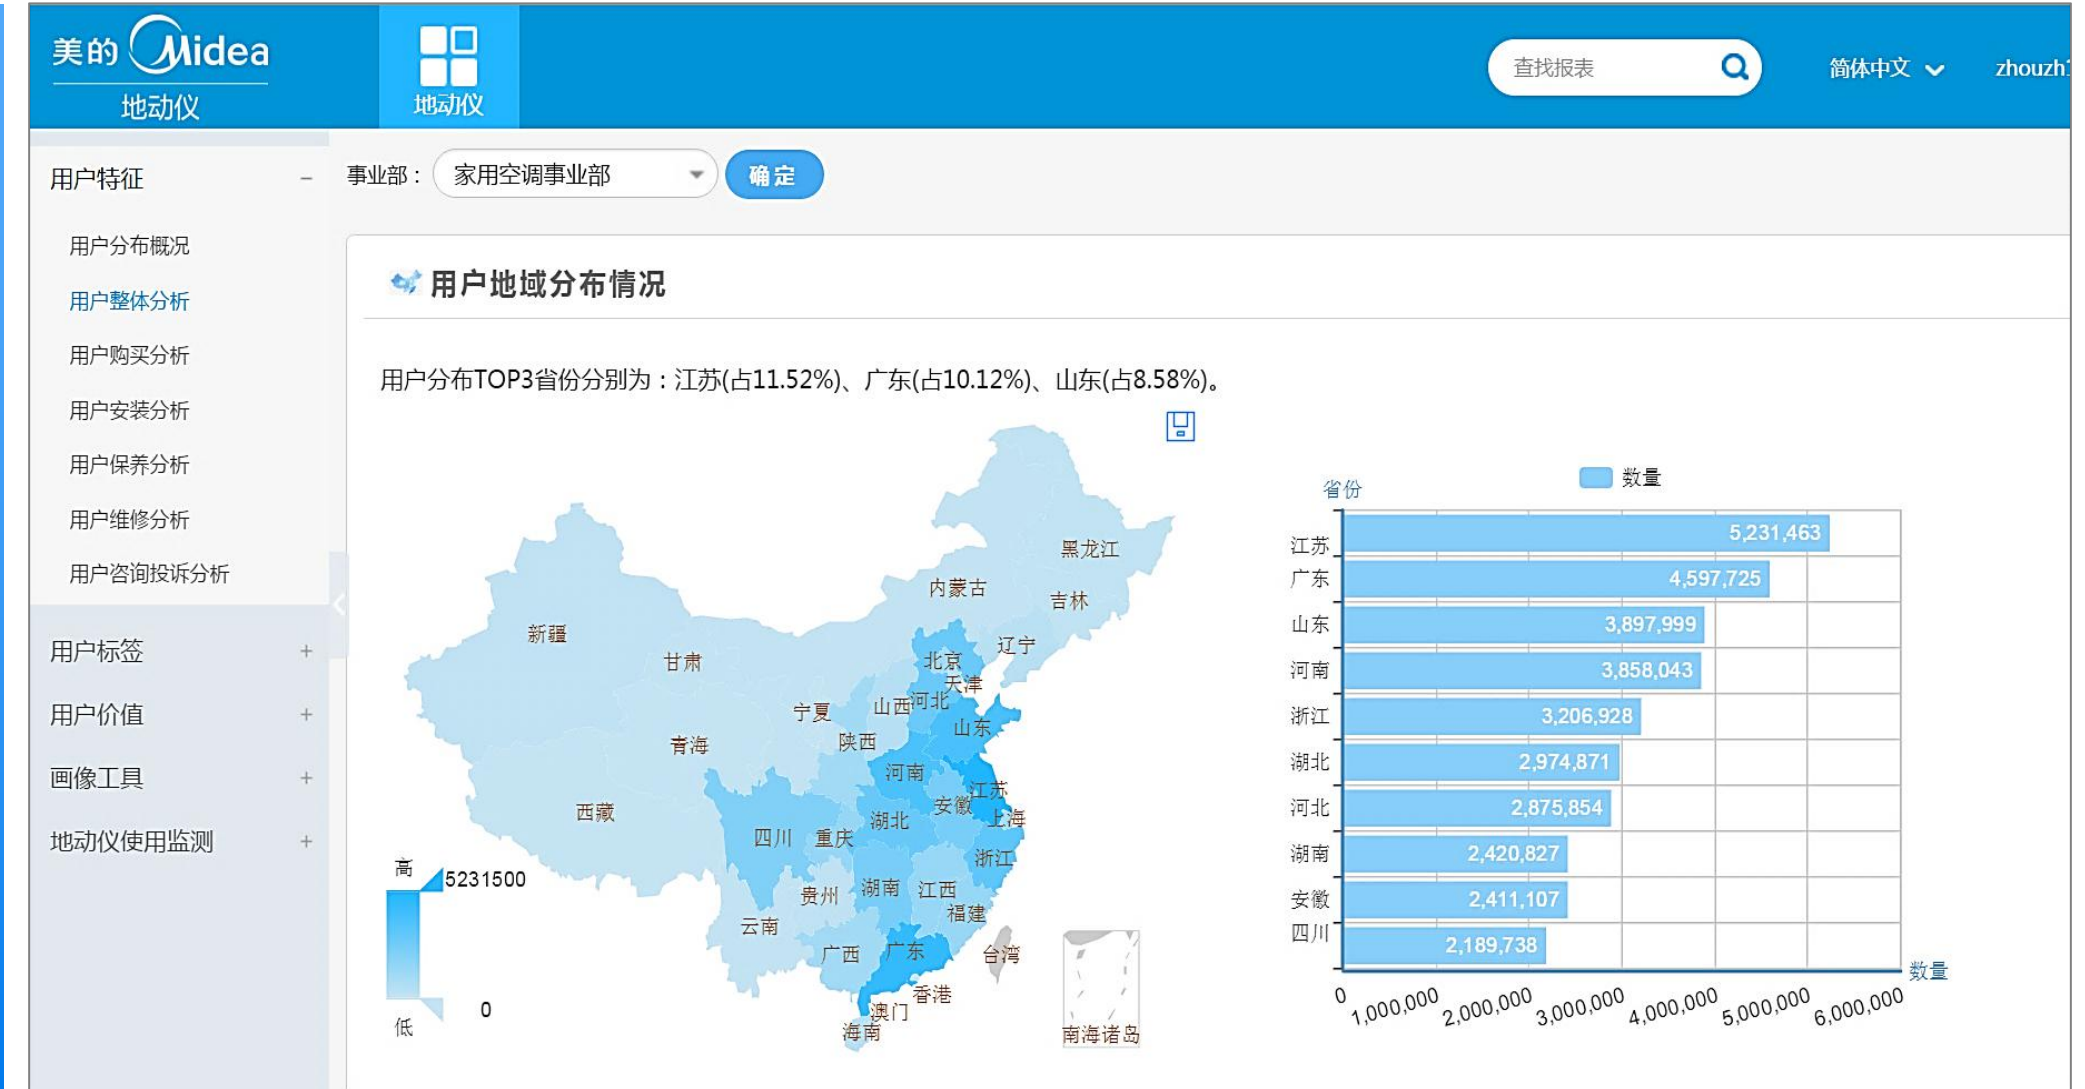 美的 Midea
地动仪
地动仪
查找报表
简体中文
zhouzh1
用户特征 −
用户分布概况
用户整体分析
用户购买分析
用户安装分析
用户保养分析
用户维修分析
用户咨询投诉分析
用户标签 +
用户价值 +
画像工具 +
地动仪使用监测 +
事业部： 家用空调事业部 确定
用户地域分布情况
用户分布TOP3省份分别为：江苏(占11.52%)、广东(占10.12%)、山东(占8.58%)。
黑龙江
内蒙古
吉林
新疆
辽宁
甘肃
北京
天津
宁夏
山西
河北
山东
陕西
青海
河南
江苏
西藏
安徽
湖北
上海
四川
重庆
浙江
贵州
湖南
江西
福建
云南
广西
广东
台湾
香港
澳门
海南
南海诸岛
高
5231500
0
低
数量
省份
江苏 5,231,463
广东 4,597,725
山东 3,897,999
河南 3,858,043
浙江 3,206,928
湖北 2,974,871
河北 2,875,854
湖南 2,420,827
安徽 2,411,107
四川 2,189,738
数量
0 1,000,000 2,000,000 3,000,000 4,000,000 5,000,000 6,000,000